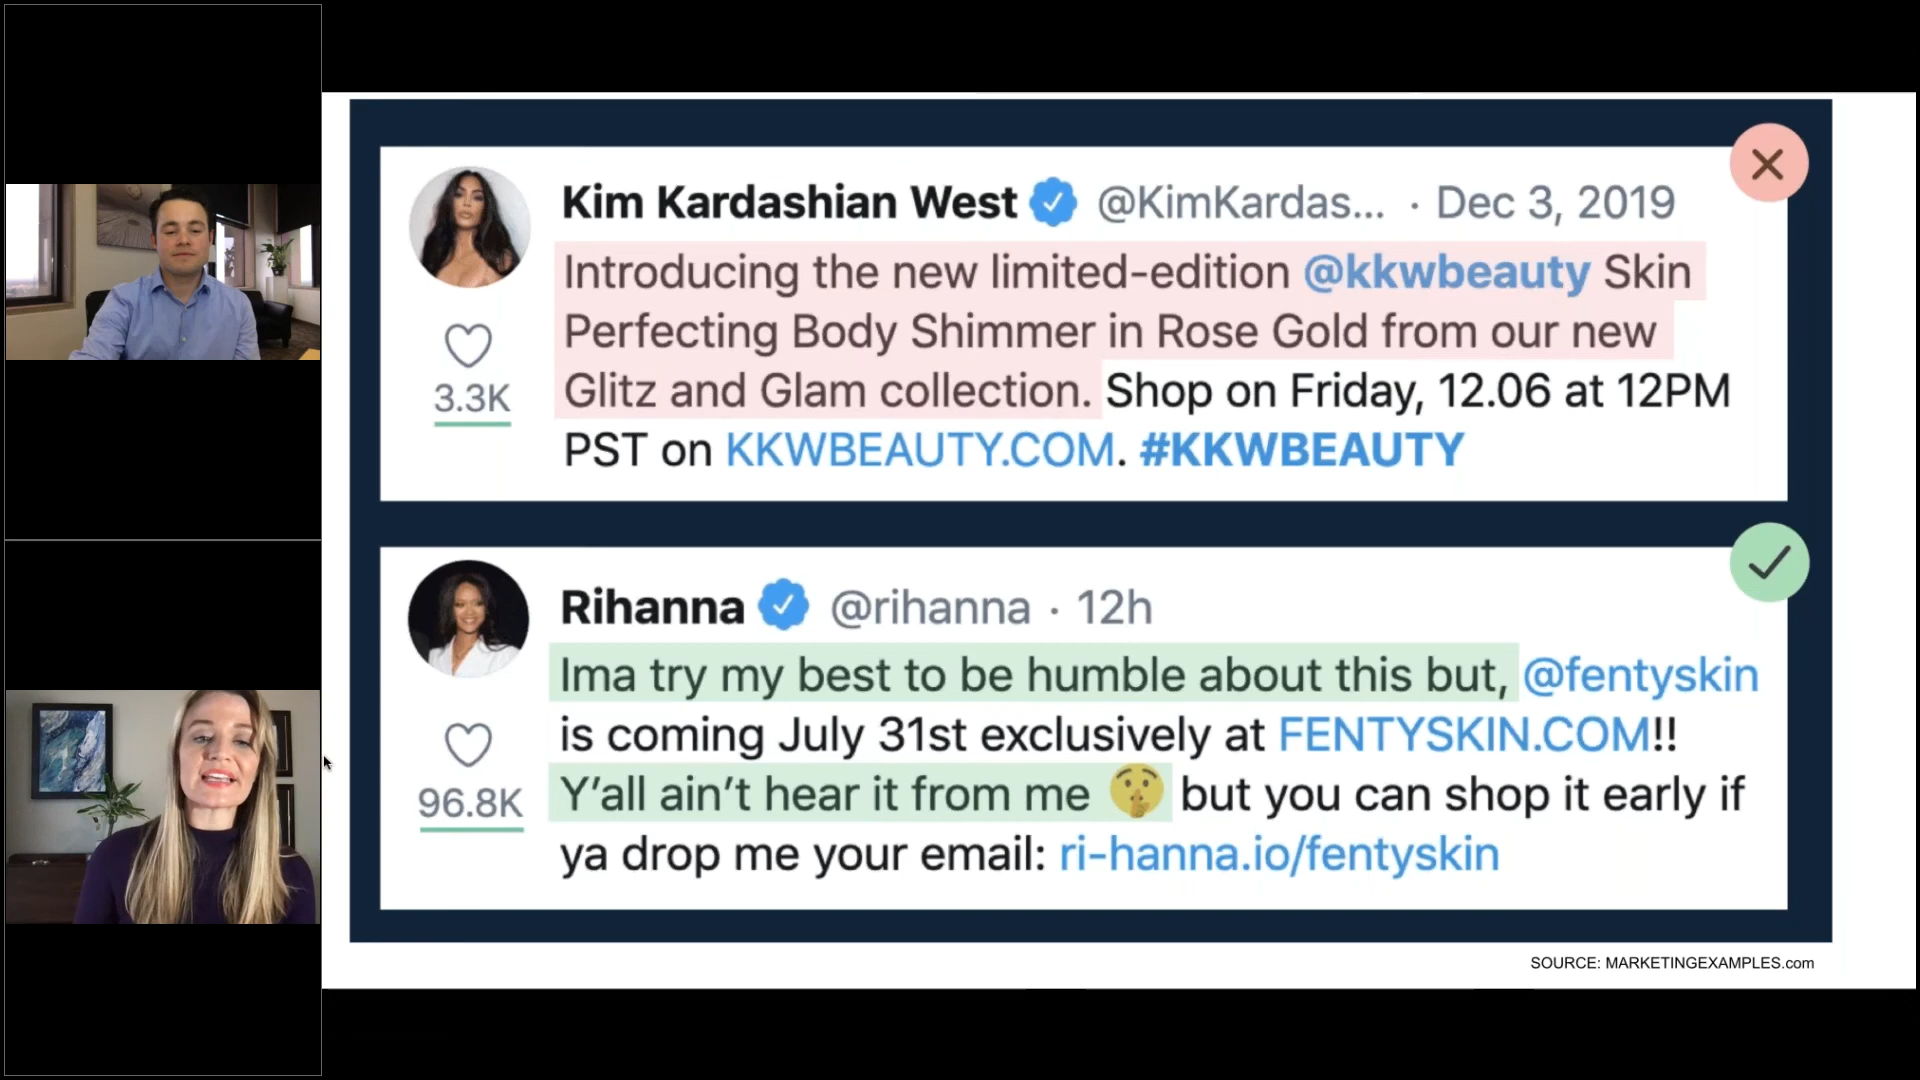 Kim Kardashian West @KimKardas... · Dec 3, 2019
Introducing the new limited-edition @kkwbeauty Skin
Perfecting Body Shimmer in Rose Gold from our new
Glitz and Glam collection. Shop on Friday, 12.06 at 12PM
PST on KKWBEAUTY.COM. #KKWBEAUTY
3.3K
Rihanna @rihanna · 12h
Ima try my best to be humble about this but, @fentyskin
is coming July 31st exclusively at FENTYSKIN.COM!!
Y'all ain't hear it from me 🤫 but you can shop it early if
ya drop me your email: ri-hanna.io/fentyskin
96.8K
SOURCE: MARKETINGEXAMPLES.com